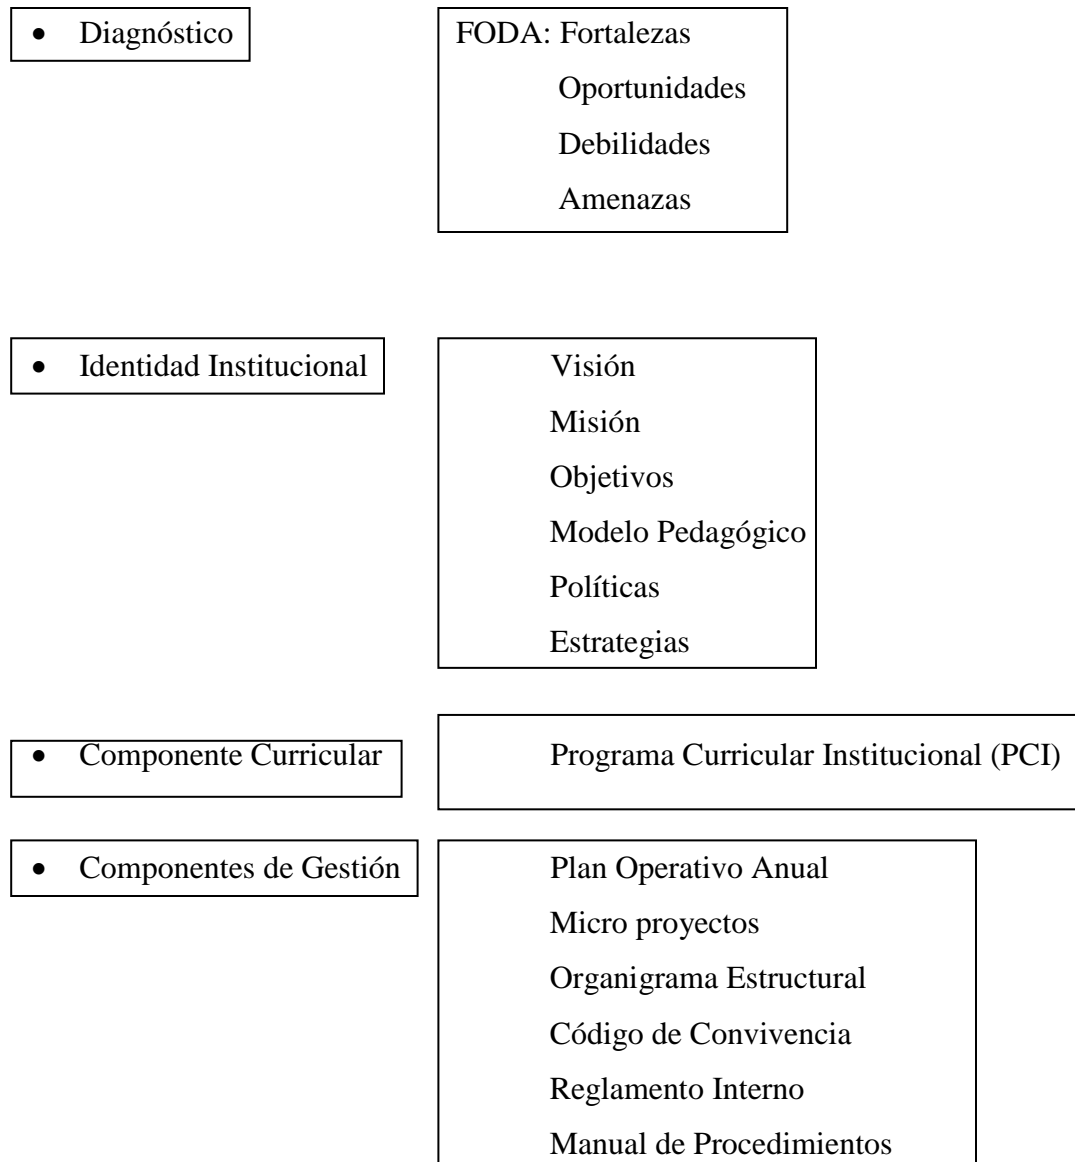 • Diagnóstico
FODA: Fortalezas
Oportunidades
Debilidades
Amenazas
• Identidad Institucional
Visión
Misión
Objetivos
Modelo Pedagógico
Políticas
Estrategias
• Componente Curricular
Programa Curricular Institucional (PCI)
• Componentes de Gestión
Plan Operativo Anual
Micro proyectos
Organigrama Estructural
Código de Convivencia
Reglamento Interno
Manual de Procedimientos